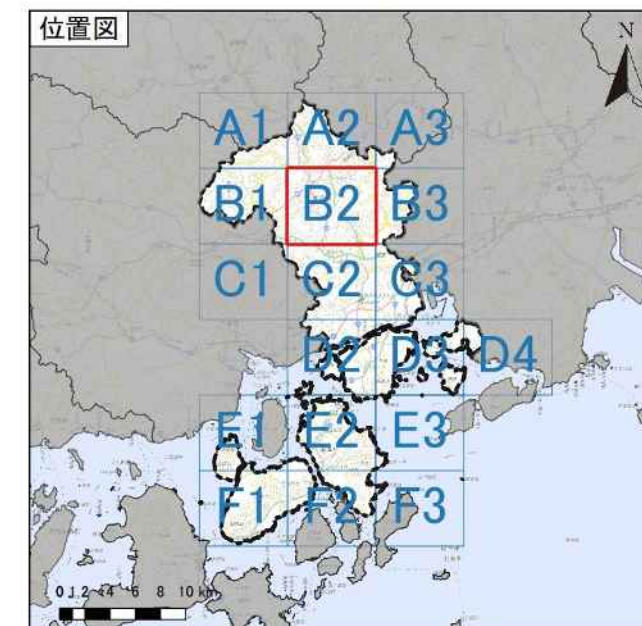 位置図
N
A1 A2 A3
B1 B2 B3
C1 C2 C3
D2 D3 D4
E1 E2 E3
F1 F2 F3
0 1 2 4 6 8 10 km